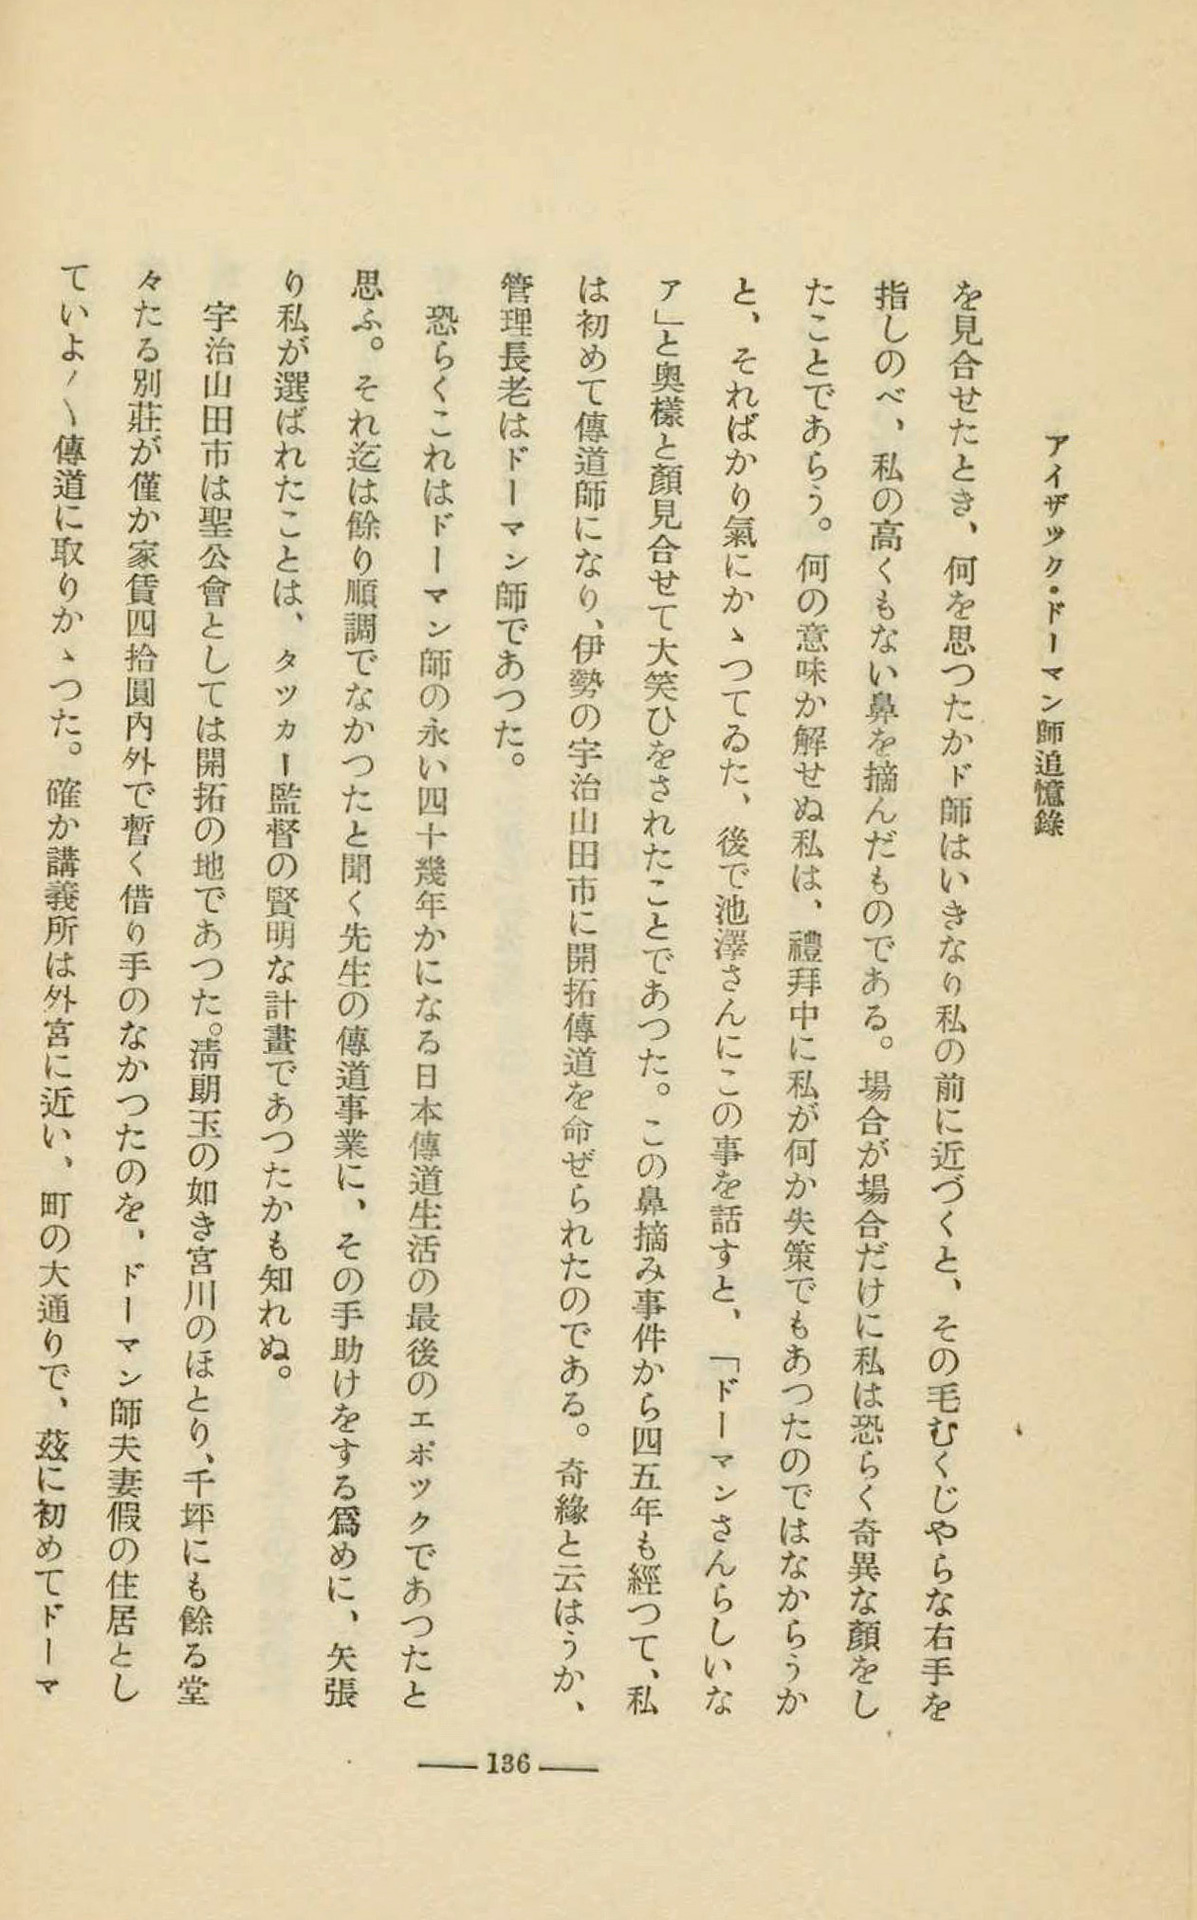 アイザック・ドーマン師追憶錄
を見合せたとき、何を思つたかド師はいきなり私の前に近づくと、その毛むくじやらな右手を
指しのべ、私の高くもない鼻を摘んだものである。場合が場合だけに私は恐らく奇異な顏をし
たことであらう。何の意味か解せぬ私は、禮拜中に私が何か失策でもあつたのではなからうか
と、そればかり氣にかゝつてゐた、後で池澤さんにこの事を話すと、「ドーマンさんらしいな
ア」と奧樣と顏見合せて大笑ひをされたことであつた。この鼻摘み事件から四五年も經つて、私
は初めて傳道師になり、伊勢の宇治山田市に開拓傳道を命ぜられたのである。奇緣と云はうか、
管理長老はドーマン師であつた。
恐らくこれはドーマン師の永い四十幾年かになる日本傳道生活の最後のエポックであつたと
思ふ。それ迄は餘り順調でなかつたと聞く先生の傳道事業に、その手助けをする爲めに、矢張
り私が選ばれたことは、タッカー監督の賢明な計畫であつたかも知れぬ。
宇治山田市は聖公會としては開拓の地であつた。淸朗玉の如き宮川のほとり、千坪にも餘る堂
々たる別莊が僅か家賃四拾圓內外で暫く借り手のなかつたのを、ドーマン師夫妻假の住居とし
ていよ〳〵傳道に取りかゝつた。確か講義所は外宮に近い、町の大通りで、玆に初めてドーマ
136